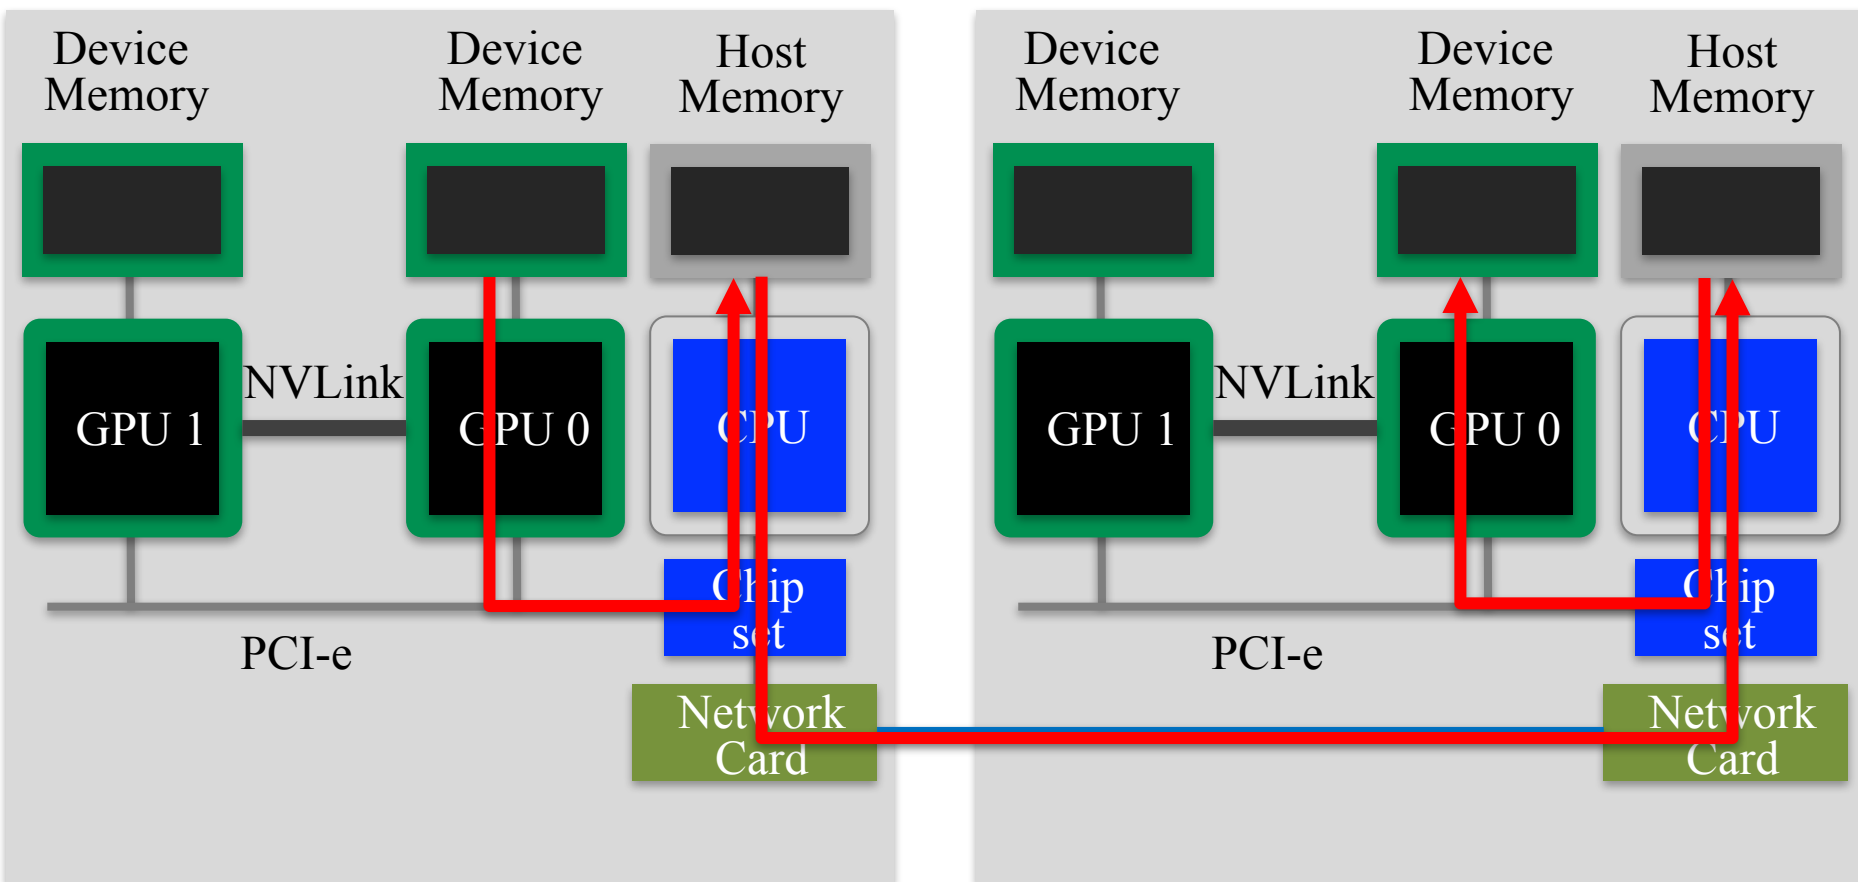 Device
Memory
Device
Memory
Host
Memory
NVLink
GPU 1
GPU 0
CPU
Chip
set
PCI-e
Network
Card
Device
Memory
Device
Memory
Host
Memory
NVLink
GPU 1
GPU 0
CPU
Chip
set
PCI-e
Network
Card